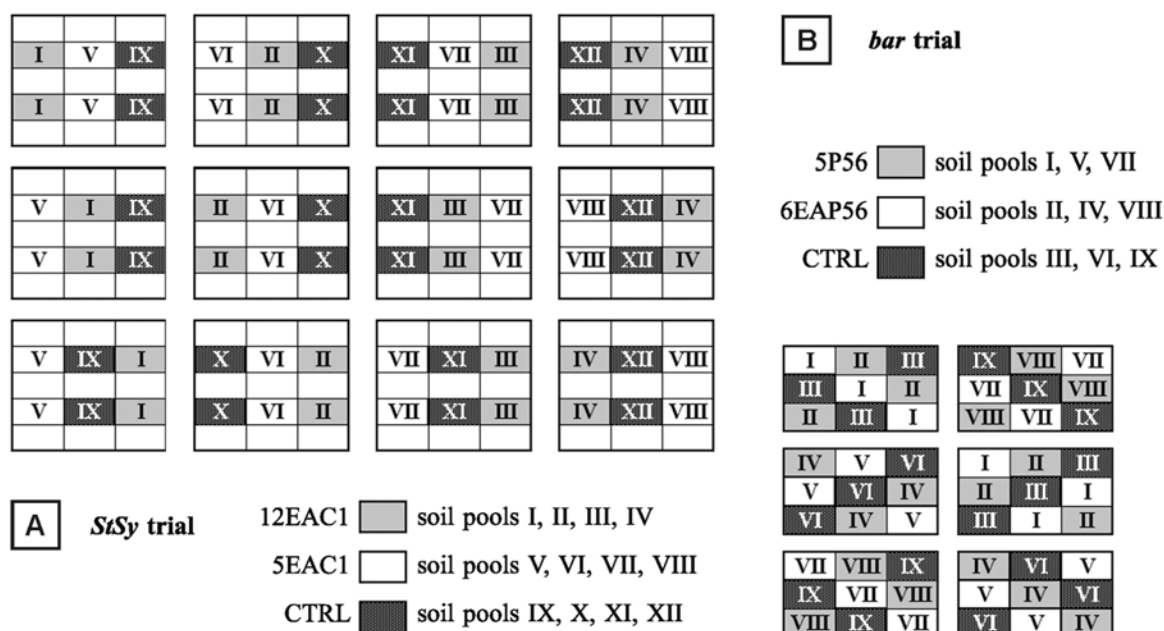 I V IX
I V IX
VI II X
VI II X
XI VII III
XI VII III
XII IV VIII
XII IV VIII
V I IX
V I IX
II VI X
II VI X
XI III VII
XI III VII
VIII XII IV
VIII XII IV
V IX I
V IX I
X VI II
X VI II
VII XI III
VII XI III
IV XII VIII
IV XII VIII
A StSy trial
12EAC1 soil pools I, II, III, IV
5EAC1 soil pools V, VI, VII, VIII
CTRL soil pools IX, X, XI, XII
B bar trial
5P56 soil pools I, V, VII
6EAP56 soil pools II, IV, VIII
CTRL soil pools III, VI, IX
I II III
III I II
II III I
IX VIII VII
VII IX VIII
VIII VII IX
IV V VI
V VI IV
VI IV V
I II III
II III I
III I II
VII VIII IX
IX VII VIII
VIII IX VII
IV VI V
V IV VI
VI V IV